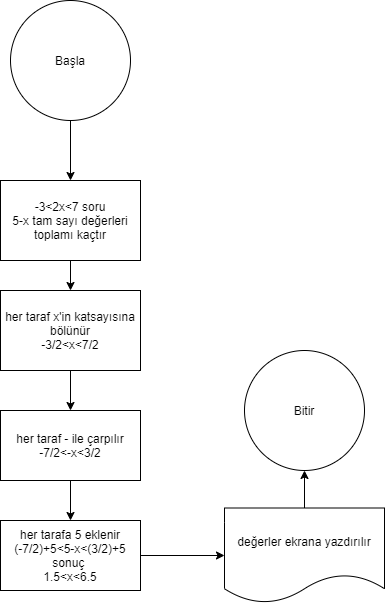 Başla
-3<2x<7 soru
5-x tam sayı değerleri
toplamı kaçtır
her taraf x'in katsayısına
bölünür
-3/2<x<7/2
her taraf - ile çarpılır
-7/2<-x<3/2
her tarafa 5 eklenir
(-7/2)+5<5-x<(3/2)+5
sonuç
1.5<x<6.5
değerler ekrana yazdırılır
Bitir